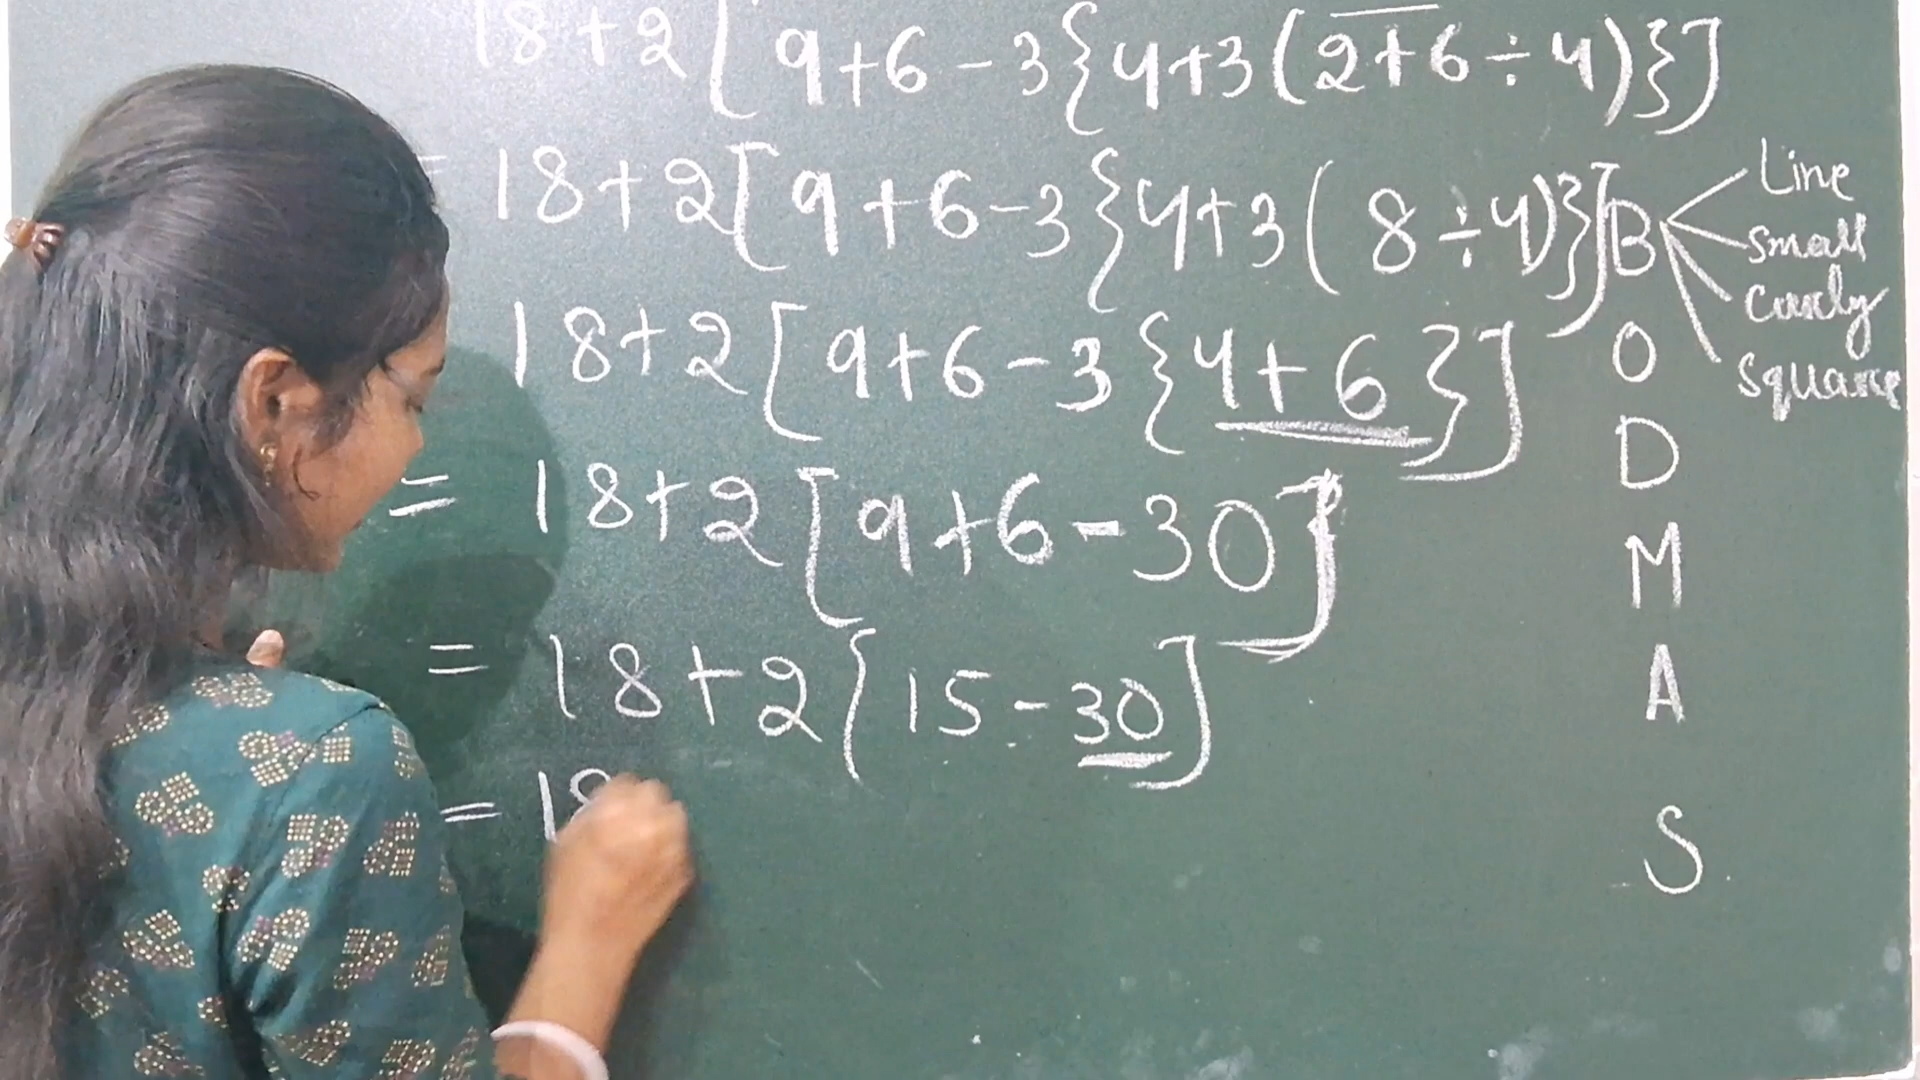 18+2[9+6-3{4+3(2+6÷4)}]
= 18+2[9+6-3{4+3(8÷4)}]
18+2[9+6-3{4+6}]
= 18+2[9+6-30]
= 18+2[15-30]
= 18
B
Line
Small
Curly
Square
O
D
M
A
S